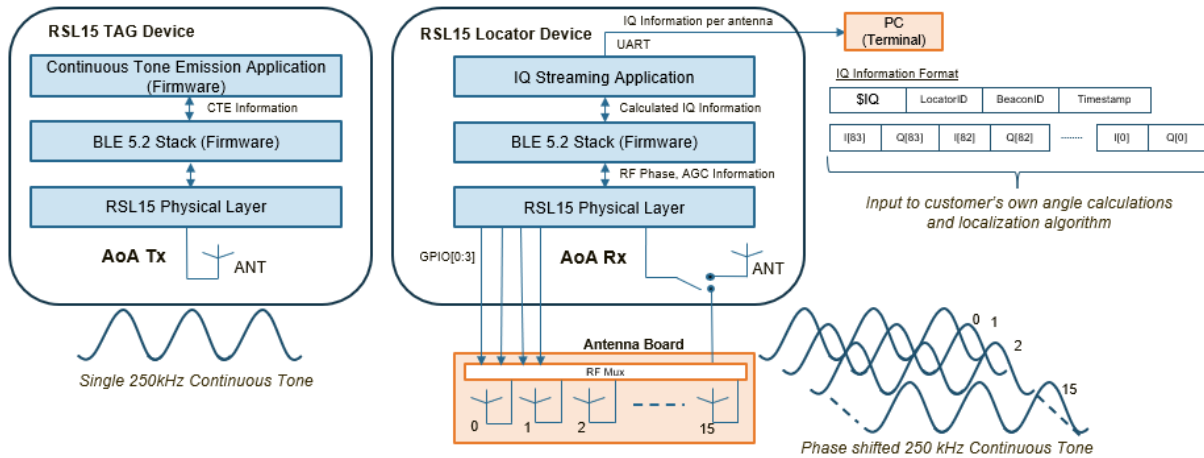 RSL15 TAG Device
Continuous Tone Emission Application
(Firmware)
CTE Information
BLE 5.2 Stack (Firmware)
RSL15 Physical Layer
AoA Tx
ANT
Single 250kHz Continuous Tone
RSL15 Locator Device
IQ Information per antenna
UART
IQ Streaming Application
Calculated IQ Information
BLE 5.2 Stack (Firmware)
RF Phase, AGC Information
RSL15 Physical Layer
GPIO[0:3]
AoA Rx
ANT
Antenna Board
RF Mux
0 1 2 15
PC
(Terminal)
IQ Information Format
$IQ LocatorID BeaconID Timestamp
I[83] Q[83] I[82] Q[82] ........ I[0] Q[0]
Input to customer's own angle calculations
and localization algorithm
0
1
2
15
Phase shifted 250 kHz Continuous Tone